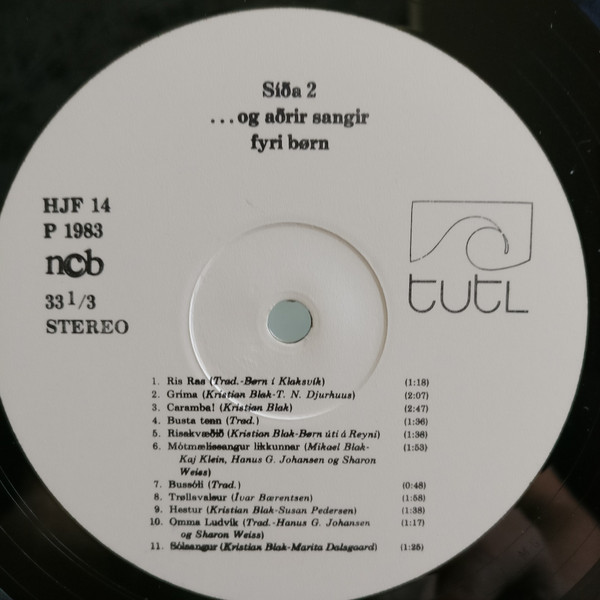 Síða 2
...og aðrir sangir
fyri børn
HJF 14
P 1983
ncb
33 1/3
STEREO
tutl
1. Ris Ras (Trad.-Børn í Klaksvík) (1:18)
2. Gríma (Kristian Blak-T. N. Djurhuus) (2:07)
3. Caramba! (Kristian Blak) (2:47)
4. Busta tenn (Trad.) (1:36)
5. Risakvæðið (Kristian Blak-Børn úti á Reyni) (1:38)
6. Mótmælissangur likkunnar (Mikael Blak- (1:53)
Kaj Klein, Hanus G. Johansen og Sharon
Weiss)
7. Bussóli (Trad.) (0:48)
8. Trøllavalsur (Ivar Bærentsen) (1:58)
9. Hestur (Kristian Blak-Susan Pedersen) (1:38)
10. Omma Ludvík (Trad.-Hanus G. Johansen (1:17)
og Sharon Weiss)
11. Sólsangur (Kristian Blak-Marita Dalsgaard) (1:25)